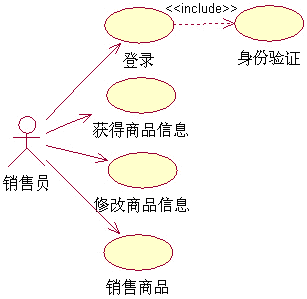 <<include>>
登录
身份验证
获得商品信息
销售员
修改商品信息
销售商品